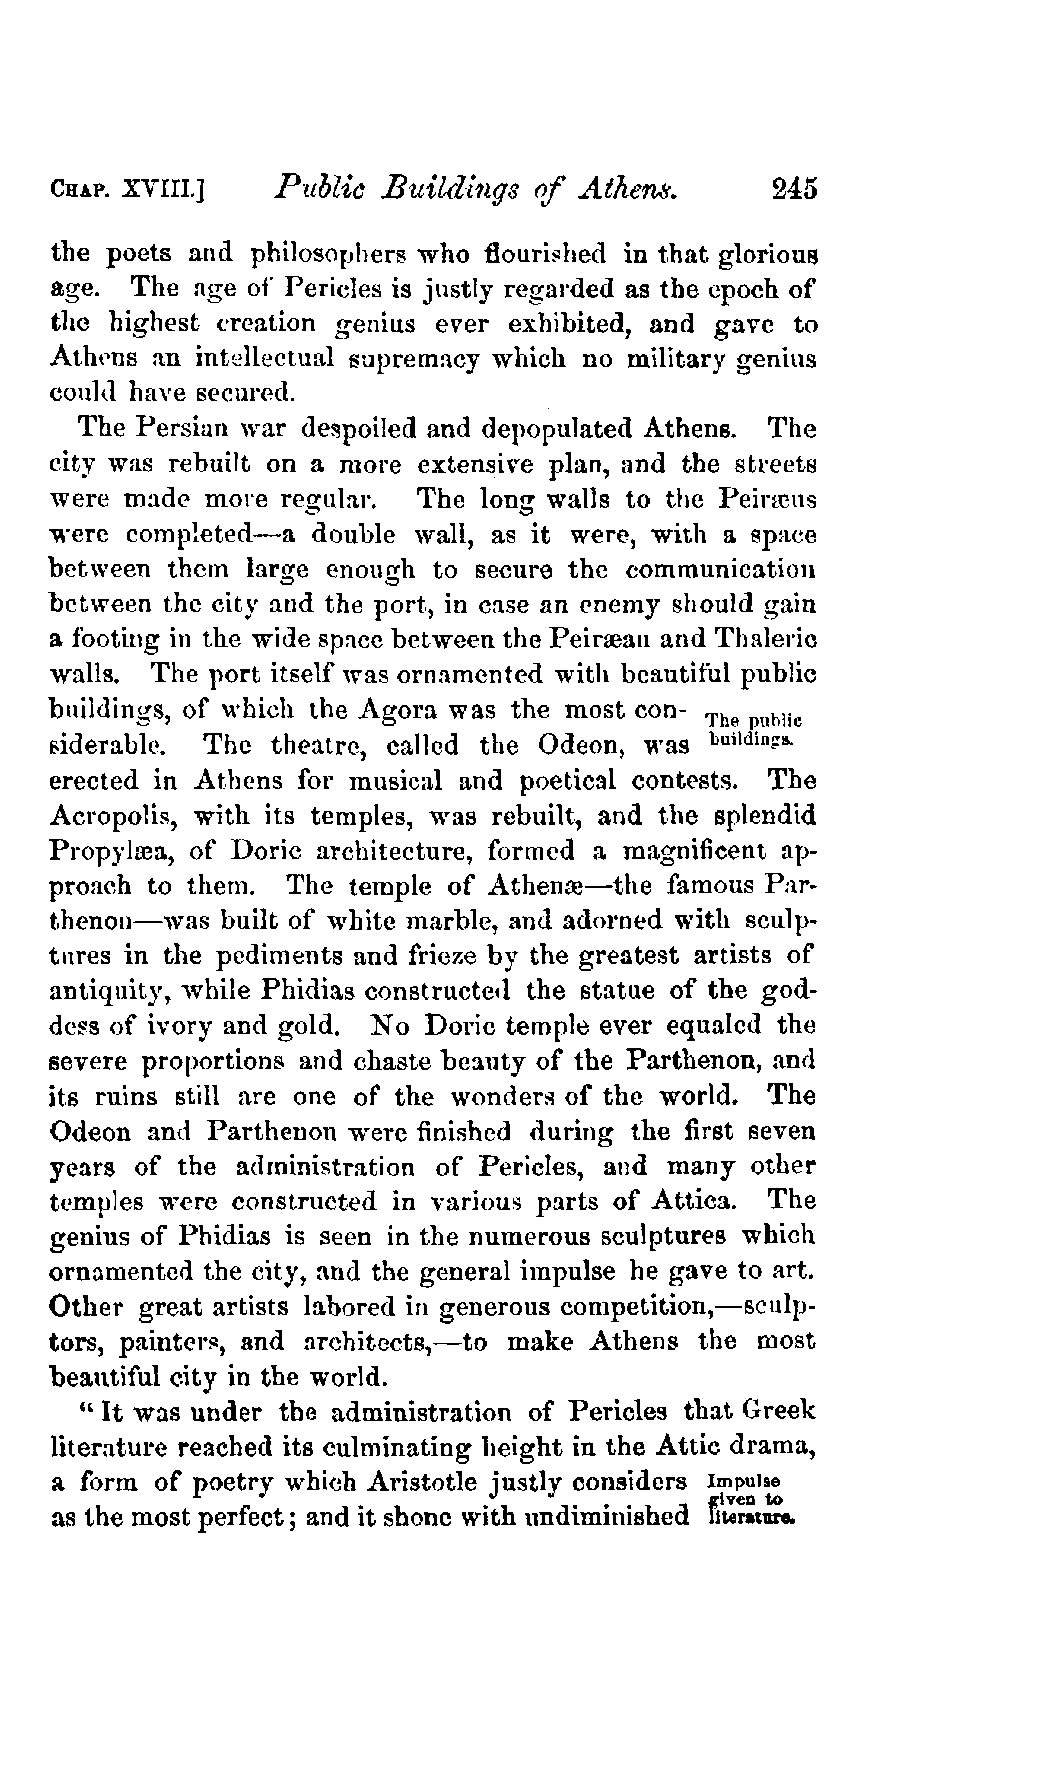 CHAP. XVIII.] Public Buildings of Athens. 245
the poets and philosophers who flourished in that glorious
age. The age of Pericles is justly regarded as the epoch of
the highest creation genius ever exhibited, and gave to
Athens an intellectual supremacy which no military genius
could have secured.
The Persian war despoiled and depopulated Athens. The
city was rebuilt on a more extensive plan, and the streets
were made more regular. The long walls to the Peiræus
were completed—a double wall, as it were, with a space
between them large enough to secure the communication
between the city and the port, in case an enemy should gain
a footing in the wide space between the Peiræan and Thaleric
walls. The port itself was ornamented with beautiful public
buildings, of which the Agora was the most con-
siderable. The theatre, called the Odeon, was
The public
buildings.
erected in Athens for musical and poetical contests. The
Acropolis, with its temples, was rebuilt, and the splendid
Propylæa, of Doric architecture, formed a magnificent ap-
proach to them. The temple of Athenæ—the famous Par-
thenon—was built of white marble, and adorned with sculp-
tures in the pediments and frieze by the greatest artists of
antiquity, while Phidias constructed the statue of the god-
dess of ivory and gold. No Doric temple ever equaled the
severe proportions and chaste beauty of the Parthenon, and
its ruins still are one of the wonders of the world. The
Odeon and Parthenon were finished during the first seven
years of the administration of Pericles, and many other
temples were constructed in various parts of Attica. The
genius of Phidias is seen in the numerous sculptures which
ornamented the city, and the general impulse he gave to art.
Other great artists labored in generous competition,—sculp-
tors, painters, and architects,—to make Athens the most
beautiful city in the world.
"It was under the administration of Pericles that Greek
literature reached its culminating height in the Attic drama,
a form of poetry which Aristotle justly considers
as the most perfect; and it shone with undiminished
Impulse
given to
literature.